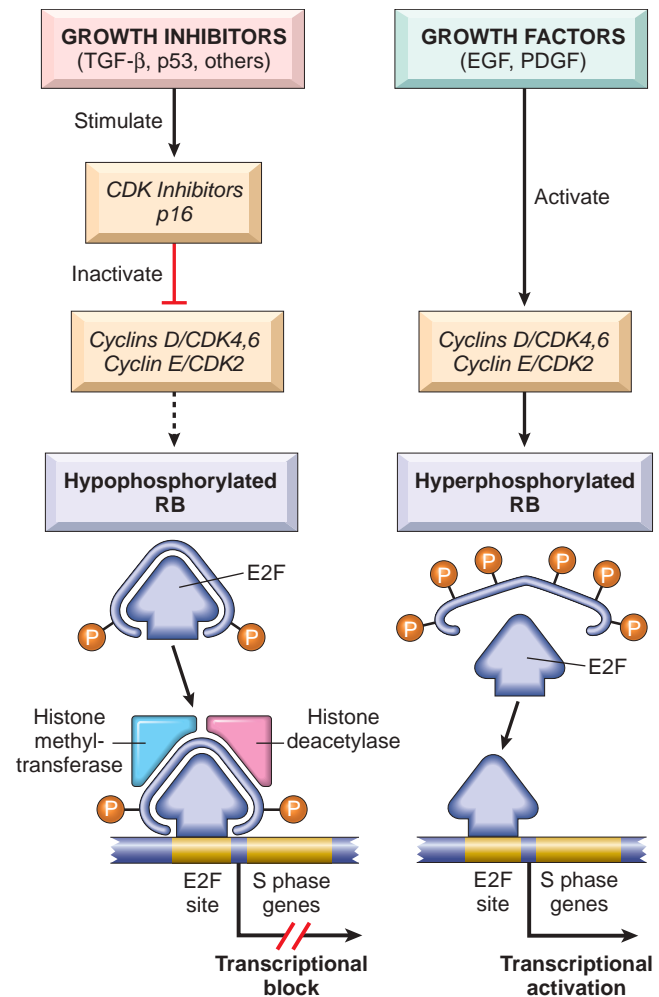 GROWTH INHIBITORS
(TGF-β, p53, others)
Stimulate
CDK Inhibitors
p16
Inactivate
Cyclins D/CDK4,6
Cyclin E/CDK2
Hypophosphorylated
RB
E2F
P
P
Histone
methyl-
transferase
Histone
deacetylase
P
P
E2F
site
S phase
genes
Transcriptional
block
GROWTH FACTORS
(EGF, PDGF)
Activate
Cyclins D/CDK4,6
Cyclin E/CDK2
Hyperphosphorylated
RB
P
P
P
P
P
P
E2F
E2F
site
S phase
genes
Transcriptional
activation